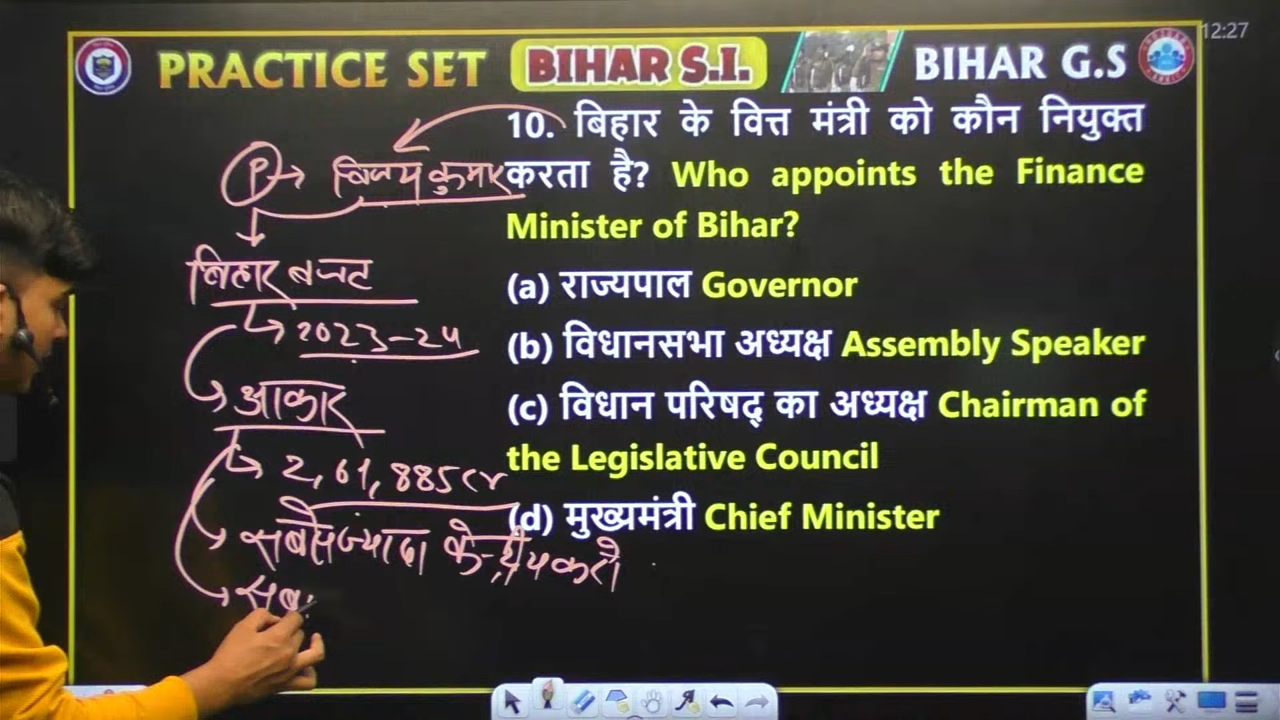 12:27
PRACTICE SET BIHAR S.I. BIHAR G.S
10. बिहार के वित्त मंत्री को कौन नियुक्त
करता है? Who appoints the Finance
Minister of Bihar?
(a) राज्यपाल Governor
(b) विधानसभा अध्यक्ष Assembly Speaker
(c) विधान परिषद् का अध्यक्ष Chairman of
the Legislative Council
(d) मुख्यमंत्री Chief Minister
P → विजय कुमार
बिहार बजट
2023-24
आकार
2,61,885 cr
सबसे ज्यादा केन्द्रीय करो
सब